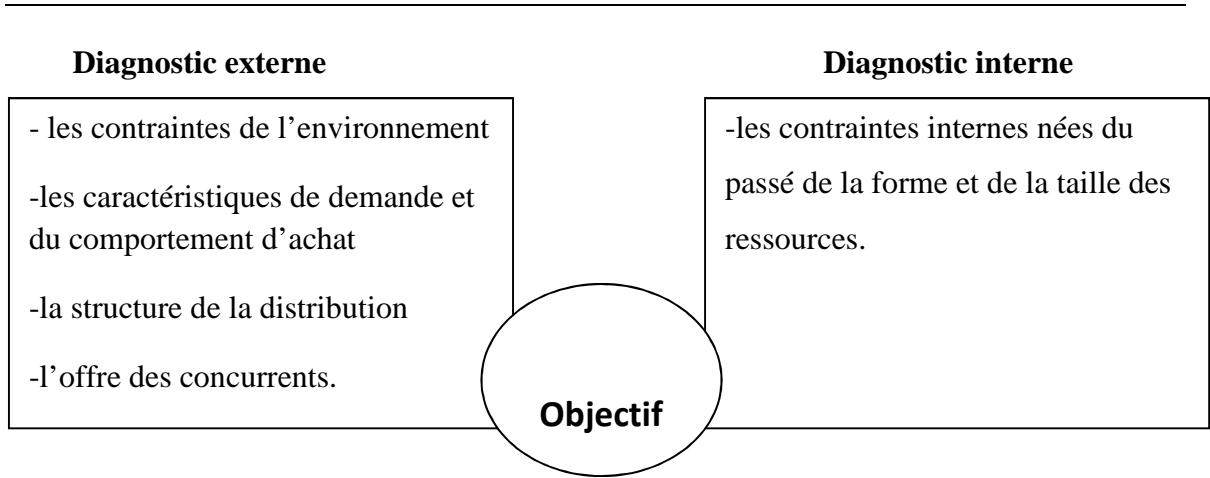 Diagnostic externe
- les contraintes de l’environnement
-les caractéristiques de demande et
du comportement d’achat
-la structure de la distribution
-l’offre des concurrents.
Diagnostic interne
-les contraintes internes nées du
passé de la forme et de la taille des
ressources.
Objectif